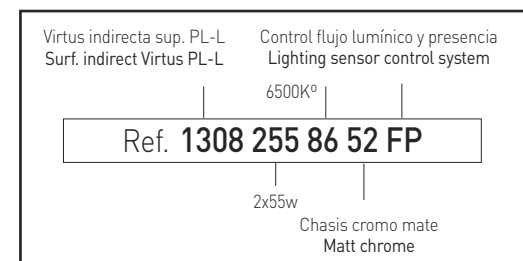 Virtus indirecta sup. PL-L
Surf. indirect Virtus PL-L
Control flujo lumínico y presencia
Lighting sensor control system
6500Kº
Ref. 1308 255 86 52 FP
2x55w
Chasis cromo mate
Matt chrome